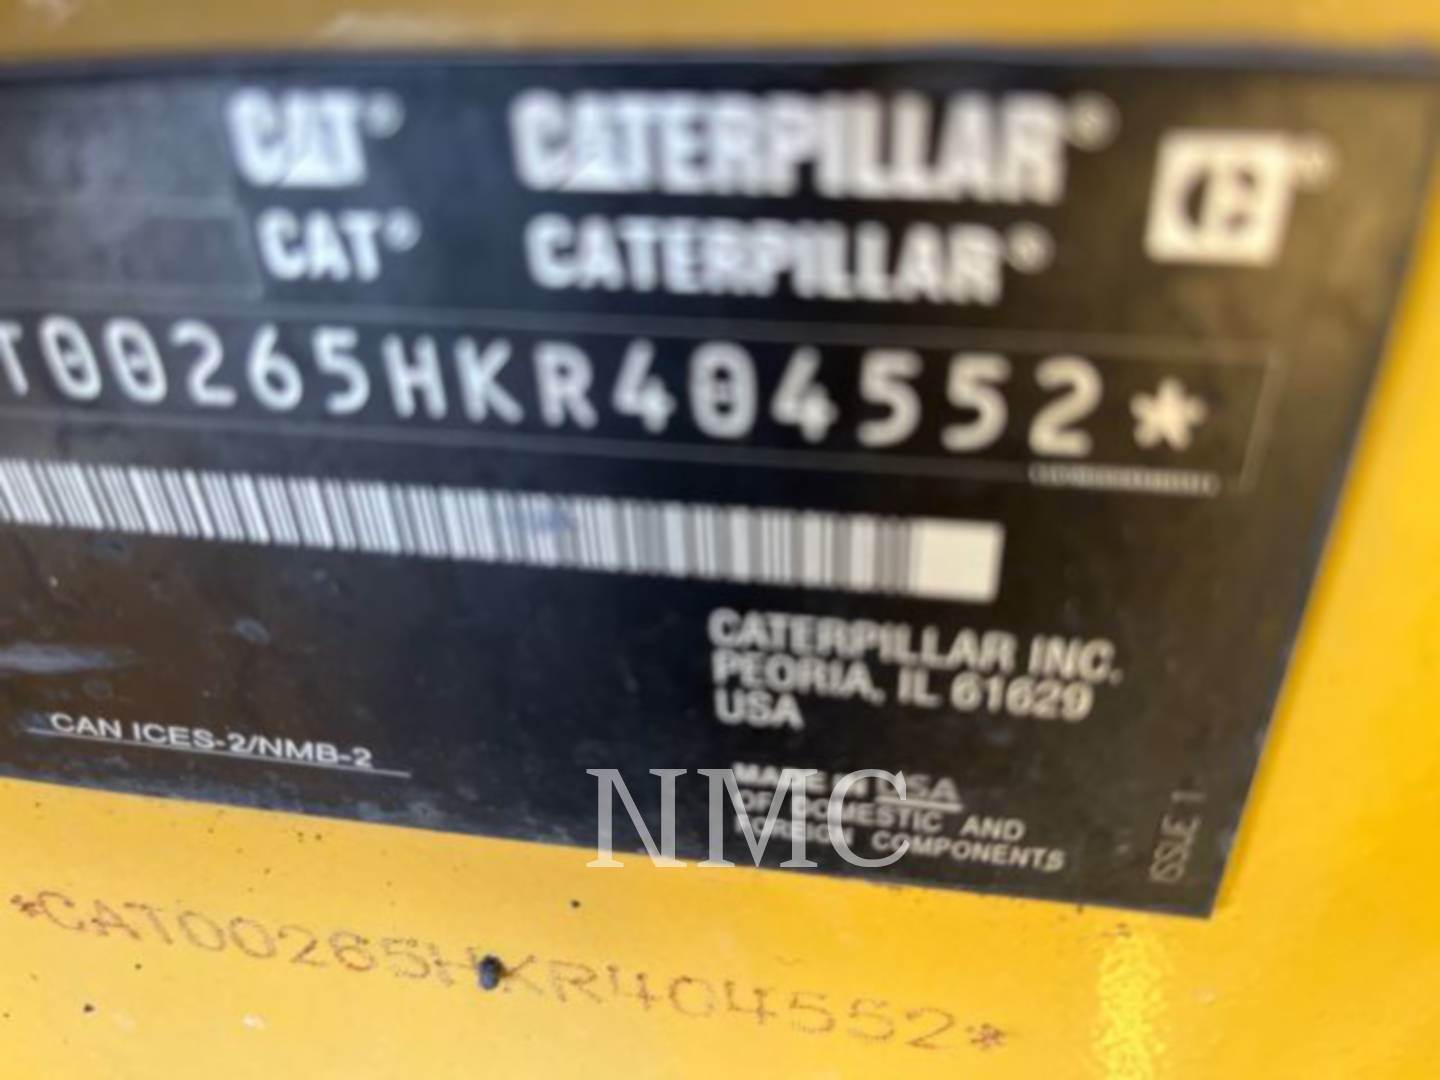 CAT® CATERPILLAR®
CAT® CATERPILLAR®
T00265HKR404552*
CATERPILLAR INC.
PEORIA, IL 61629
USA
CAN ICES-2/NMB-2
MADE IN USA
OF DOMESTIC AND
FOREIGN COMPONENTS
ISSUE 1
NMC
*CAT00265HKR404552*